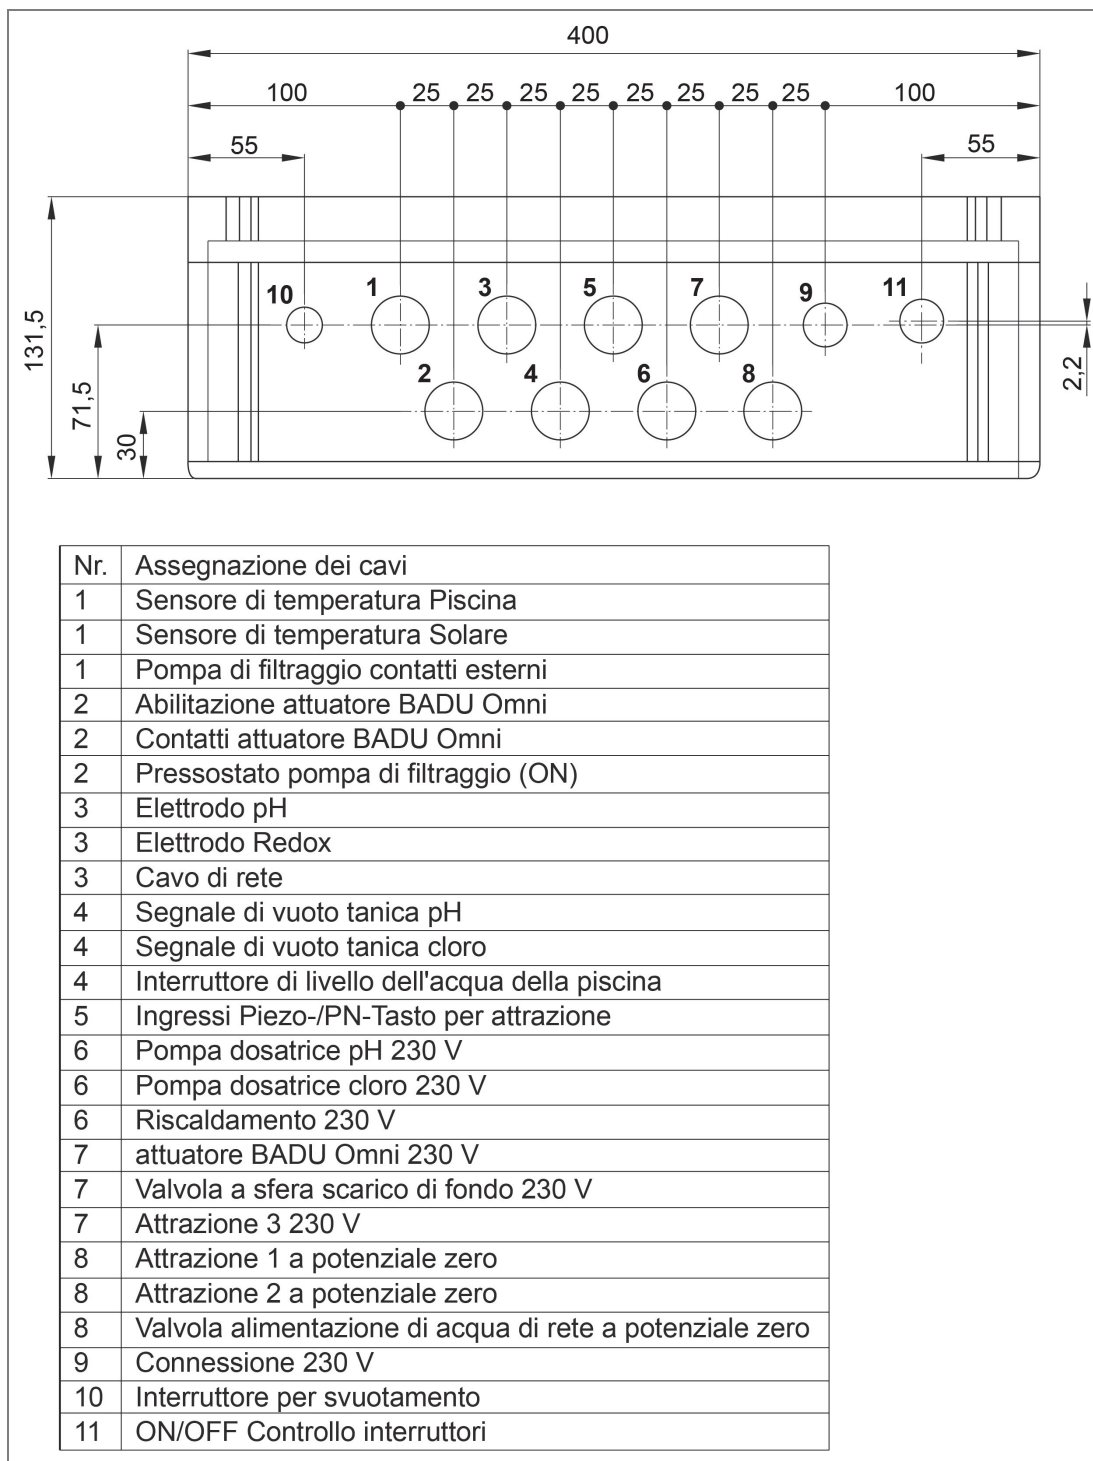 400
100 25 25 25 25 25 25 25 25 100
55 55
131,5
71,5
30
2,2
10 1 3 5 7 9 11
2 4 6 8
Nr. Assegnazione dei cavi
1 Sensore di temperatura Piscina
1 Sensore di temperatura Solare
1 Pompa di filtraggio contatti esterni
2 Abilitazione attuatore BADU Omni
2 Contatti attuatore BADU Omni
2 Pressostato pompa di filtraggio (ON)
3 Elettrodo pH
3 Elettrodo Redox
3 Cavo di rete
4 Segnale di vuoto tanica pH
4 Segnale di vuoto tanica cloro
4 Interruttore di livello dell'acqua della piscina
5 Ingressi Piezo-/PN-Tasto per attrazione
6 Pompa dosatrice pH 230 V
6 Pompa dosatrice cloro 230 V
6 Riscaldamento 230 V
7 attuatore BADU Omni 230 V
7 Valvola a sfera scarico di fondo 230 V
7 Attrazione 3 230 V
8 Attrazione 1 a potenziale zero
8 Attrazione 2 a potenziale zero
8 Valvola alimentazione di acqua di rete a potenziale zero
9 Connessione 230 V
10 Interruttore per svuotamento
11 ON/OFF Controllo interruttori